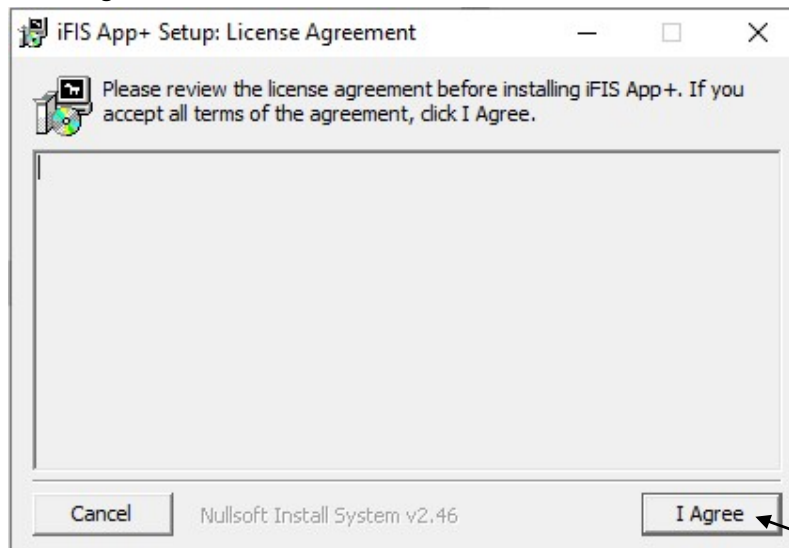 iFIS App+ Setup: License Agreement
Please review the license agreement before installing iFIS App+. If you
accept all terms of the agreement, click I Agree.
Cancel
Nullsoft Install System v2.46
I Agree